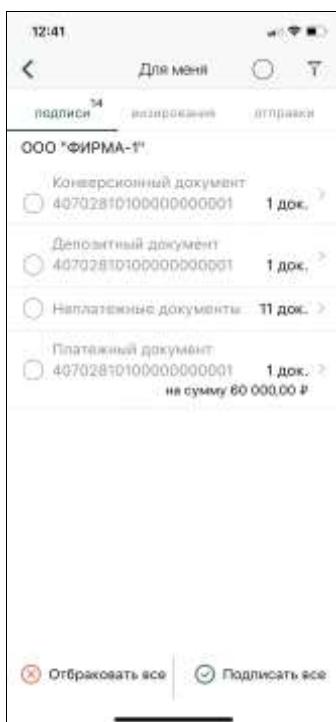 12:41
Для меня
подписи 14 визирования отправки
ООО "ФИРМА-1"
Конверсионный документ
40702810100000000001 1 док.
Депозитный документ
40702810100000000001 1 док.
Неплатежные документы 11 док.
Платежный документ
40702810100000000001 1 док.
на сумму 60 000,00 ₽
Отбраковать все Подписать все